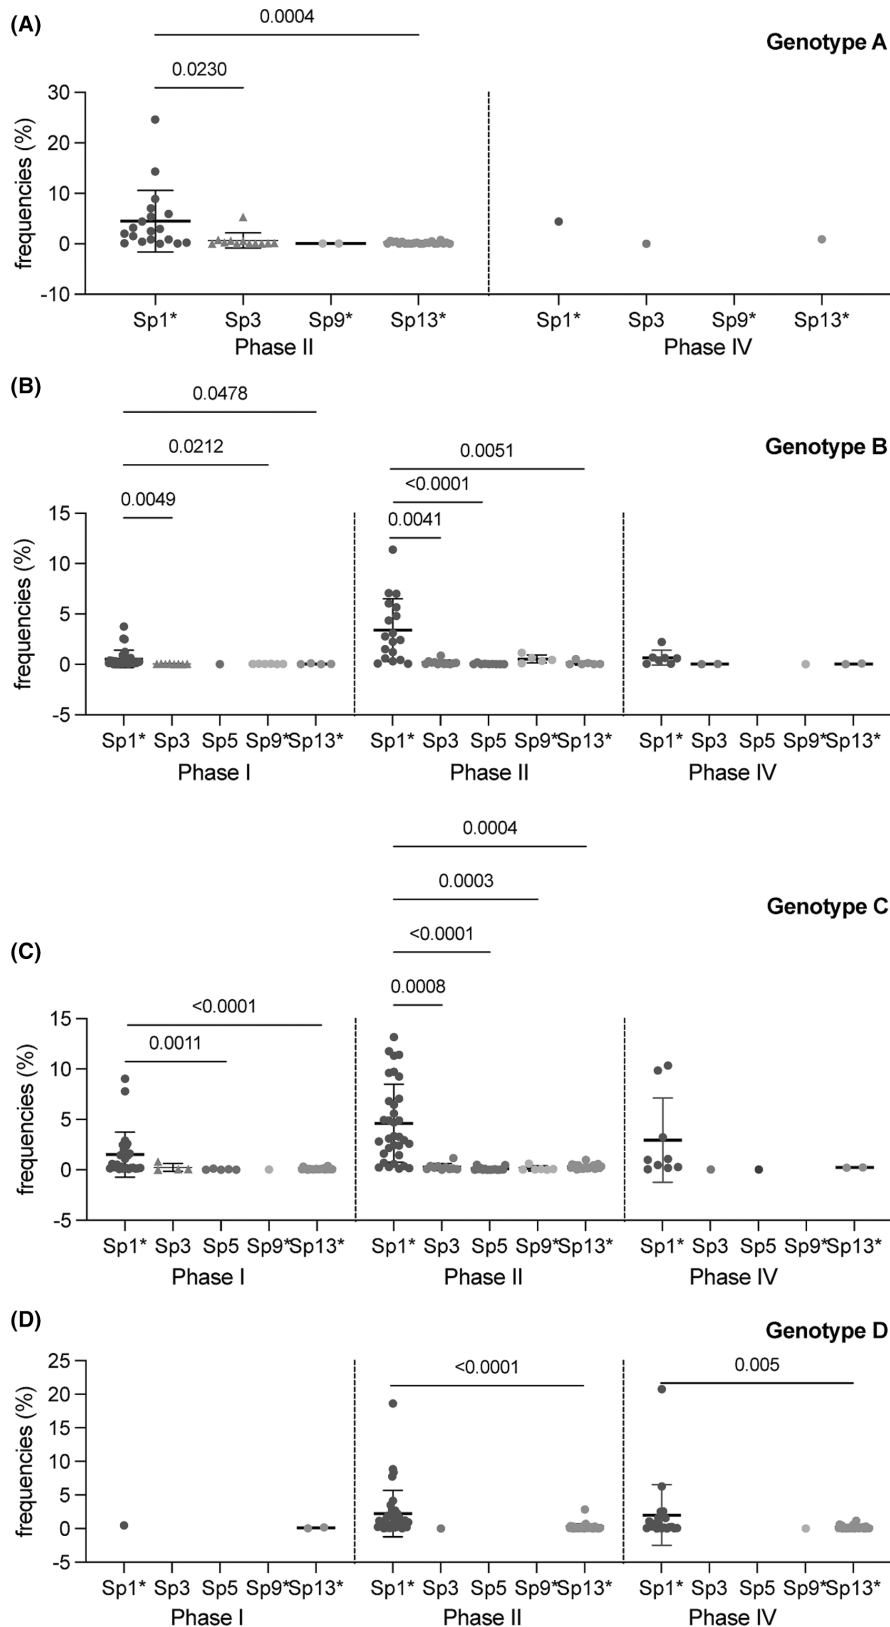 (A)
0.0004
Genotype A
0.0230
30
20
10
0
-10
frequencies (%)
Sp1* Sp3 Sp9* Sp13* Sp1* Sp3 Sp9* Sp13*
Phase II Phase IV
(B)
0.0478
Genotype B
0.0212
0.0051
<0.0001
0.0049
0.0041
15
10
5
0
-5
frequencies (%)
Sp1* Sp3 Sp5 Sp9* Sp13* Sp1* Sp3 Sp5 Sp9* Sp13* Sp1* Sp3 Sp5 Sp9* Sp13*
Phase I Phase II Phase IV
0.0004
0.0003
Genotype C
(C)
<0.0001
0.0008
<0.0001
0.0011
15
10
5
0
-5
frequencies (%)
Sp1* Sp3 Sp5 Sp9* Sp13* Sp1* Sp3 Sp5 Sp9* Sp13* Sp1* Sp3 Sp5 Sp9* Sp13*
Phase I Phase II Phase IV
(D)
Genotype D
<0.0001
0.005
25
20
15
10
5
0
-5
frequencies (%)
Sp1* Sp3 Sp5 Sp9* Sp13* Sp1* Sp3 Sp5 Sp9* Sp13* Sp1* Sp3 Sp5 Sp9* Sp13*
Phase I Phase II Phase IV